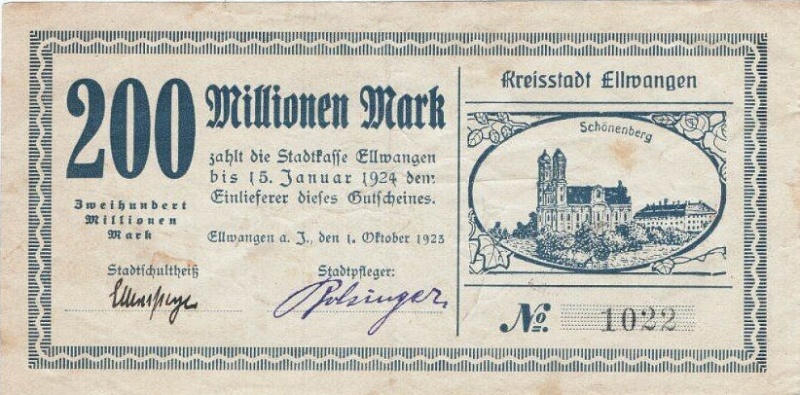 200 Millionen Mark
zahlt die Stadtkasse Ellwangen
bis 15. Januar 1924 dem
Einlieferer dieses Gutscheines.
Zweihundert
Millionen
Mark
Ellwangen a. J., den 1. Oktober 1923
Stadtschultheiß
Stadtpfleger:
Bolsinger
Kreisstadt Ellwangen
Schönenberg
No. 1022